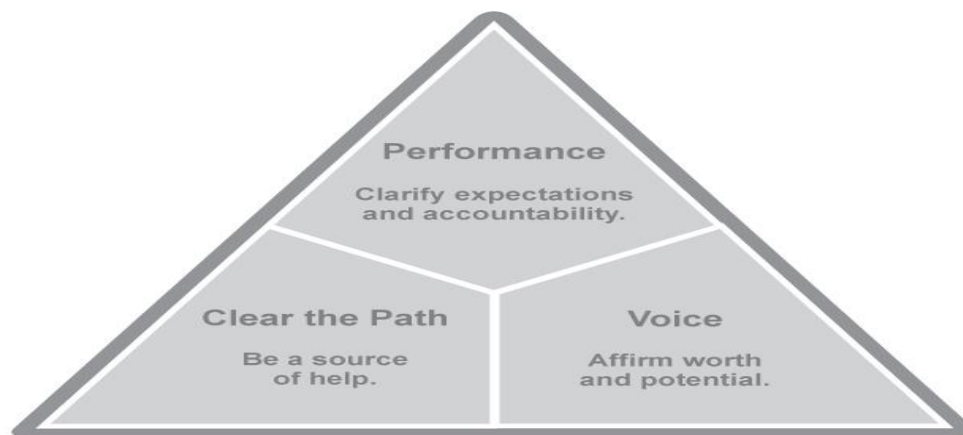 Performance
Clarify expectations
and accountability.
Clear the Path
Be a source
of help.
Voice
Affirm worth
and potential.